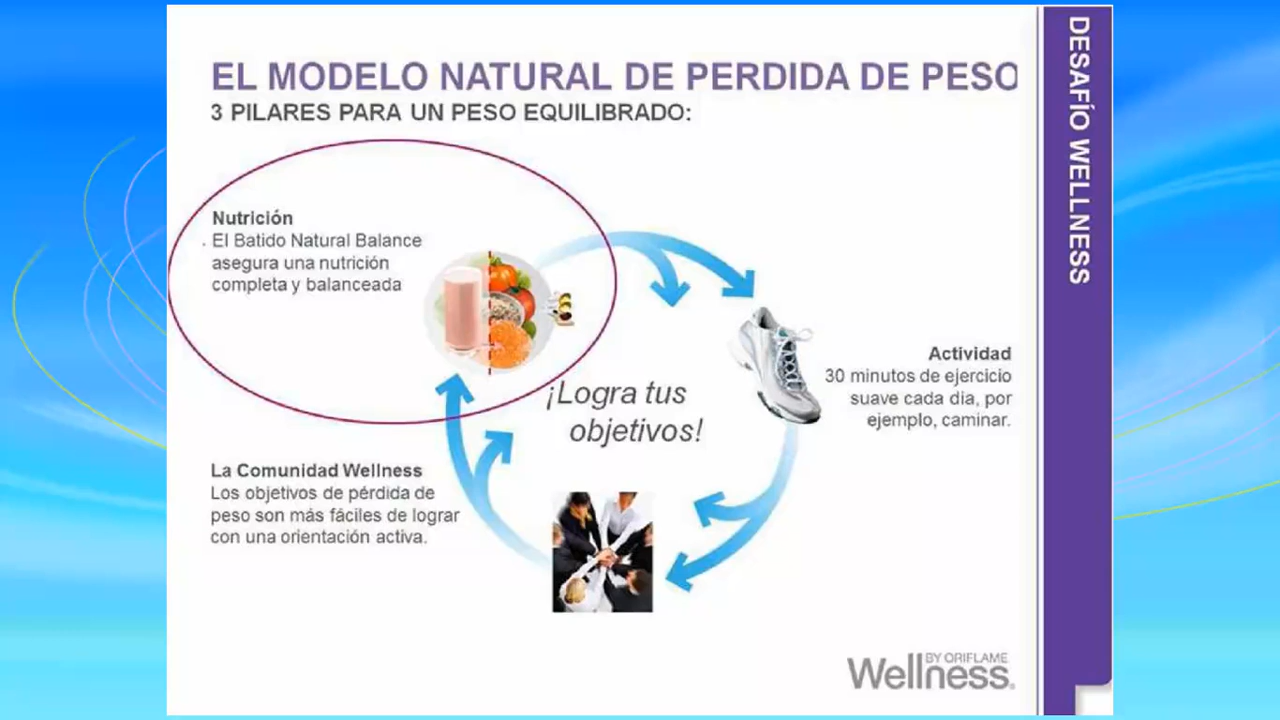 EL MODELO NATURAL DE PERDIDA DE PESO
3 PILARES PARA UN PESO EQUILIBRADO:
Nutrición
. El Batido Natural Balance
asegura una nutrición
completa y balanceada
¡Logra tus
objetivos!
Actividad
30 minutos de ejercicio
suave cada día, por
ejemplo, caminar.
La Comunidad Wellness
Los objetivos de pérdida de
peso son más fáciles de lograr
con una orientación activa.
BY ORIFLAME
Wellness.
DESAFÍO WELLNESS